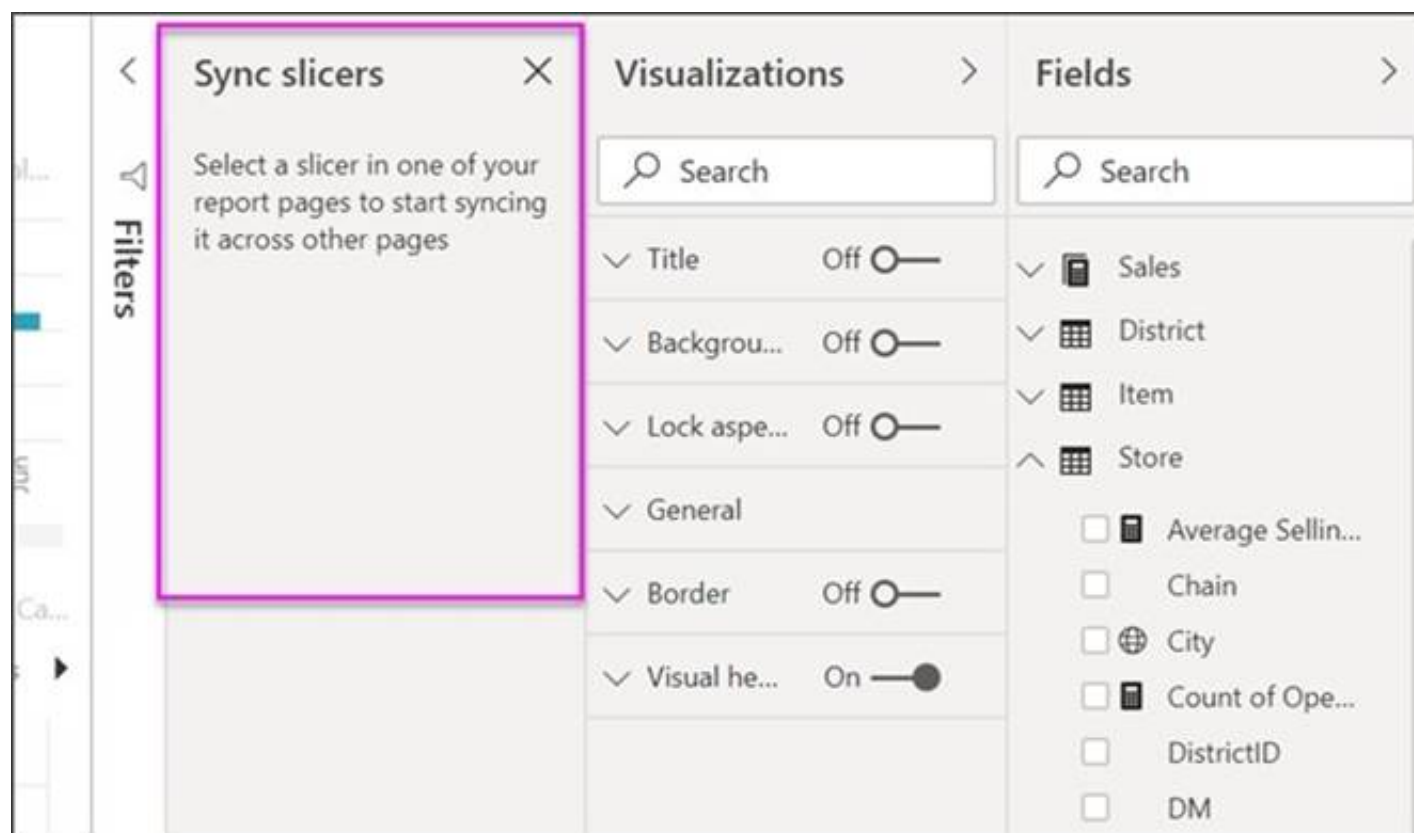 Sync slicers
Select a slicer in one of your
report pages to start syncing
it across other pages
Filters
Visualizations
Search
Title Off
Backgrou... Off
Lock aspe... Off
General
Border Off
Visual he... On
Fields
Search
Sales
District
Item
Store
Average Sellin...
Chain
City
Count of Ope...
DistrictID
DM
Ca...